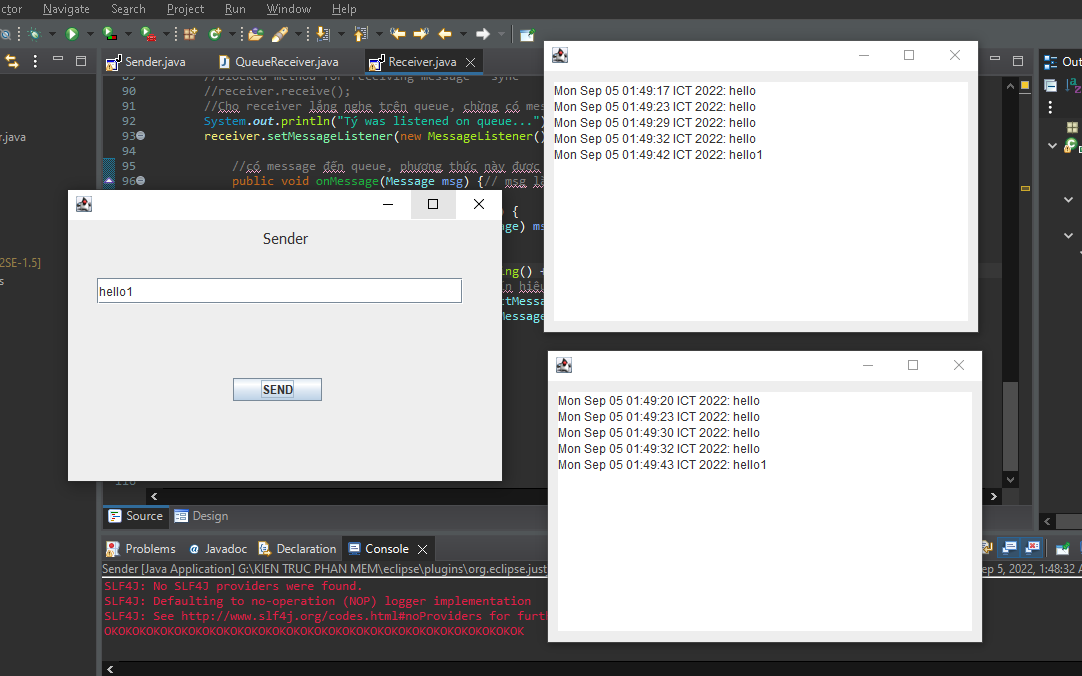 ctor Navigate Search Project Run Window Help
Sender.java QueueReceiver.java Receiver.java Out
90 //receiver.receive();
91 //Cho receiver lắng nghe trên queue, chừng có mes
92 System.out.println("Tý was listened on queue...")
93 receiver.setMessageListener(new MessageListener(
94
95 //có message đến queue, phương thức này được
96 public void onMessage(Message msg) {// msg là
r.java
2SE-1.5]
s
) {
ge) ms
ing() +
n hiệu
tMessa
Message
Sender
hello1
SEND
Mon Sep 05 01:49:17 ICT 2022: hello
Mon Sep 05 01:49:23 ICT 2022: hello
Mon Sep 05 01:49:29 ICT 2022: hello
Mon Sep 05 01:49:32 ICT 2022: hello
Mon Sep 05 01:49:42 ICT 2022: hello1
Mon Sep 05 01:49:20 ICT 2022: hello
Mon Sep 05 01:49:23 ICT 2022: hello
Mon Sep 05 01:49:30 ICT 2022: hello
Mon Sep 05 01:49:32 ICT 2022: hello
Mon Sep 05 01:49:43 ICT 2022: hello1
Source Design
Problems Javadoc Declaration Console
Sender [Java Application] G:\KIEN TRUC PHAN MEM\eclipse\plugins\org.eclipse.just ep 5, 2022, 1:48:32 A
SLF4J: No SLF4J providers were found.
SLF4J: Defaulting to no-operation (NOP) logger implementation
SLF4J: See http://www.slf4j.org/codes.html#noProviders for furth
OKOKOKOKOKOKOKOKOKOKOKOKOKOKOKOKOKOKOKOKOKOKOKOKOKOKOKOKOKOK